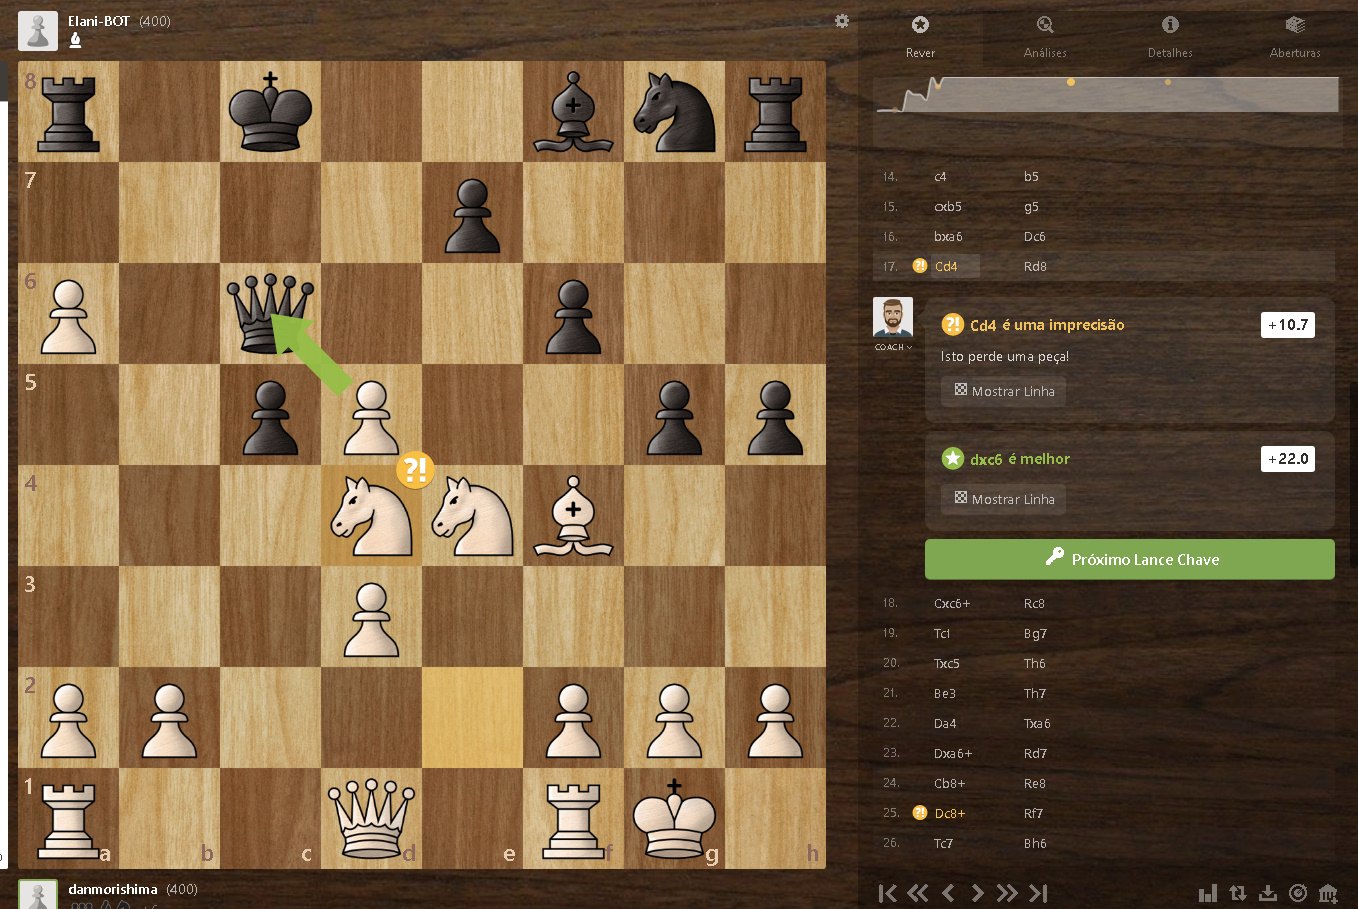 Elani-BOT (400)
8
7
6
5
4
3
2
1
a b c d e f g h
?!
danmorishima (400)
Rever Análises Detalhes Aberturas
14. c4 b5
15. cxb5 g5
16. bxa6 Dc6
17. ?! Cd4 Rd8
COACH
?! Cd4 é uma imprecisão +10.7
Isto perde uma peça!
Mostrar Linha
dxc6 é melhor +22.0
Mostrar Linha
Próximo Lance Chave
18. Cxc6+ Rc8
19. Tc1 Bg7
20. Txc5 Th6
21. Be3 Th7
22. Da4 Txa6
23. Dxa6+ Rd7
24. Cb8+ Re8
25. ?! Dc8+ Rf7
26. Tc7 Bh6